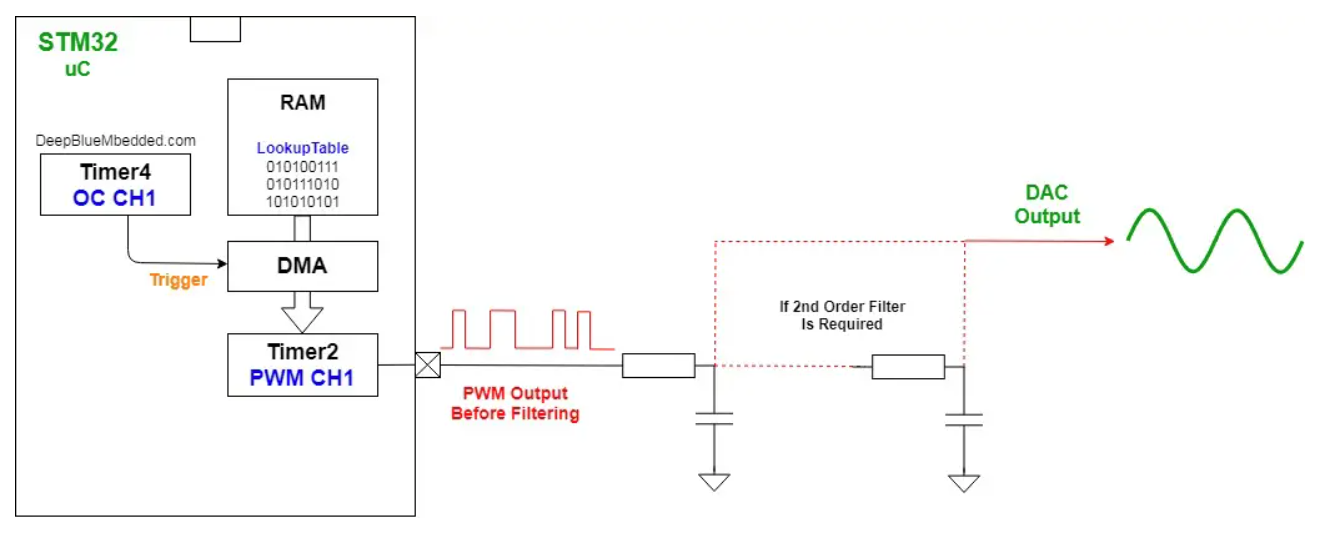 STM32
uC
RAM
LookupTable
010100111
010111010
101010101
DeepBlueMbedded.com
Timer4
OC CH1
Trigger
DMA
Timer2
PWM CH1
PWM Output
Before Filtering
If 2nd Order Filter
Is Required
DAC
Output